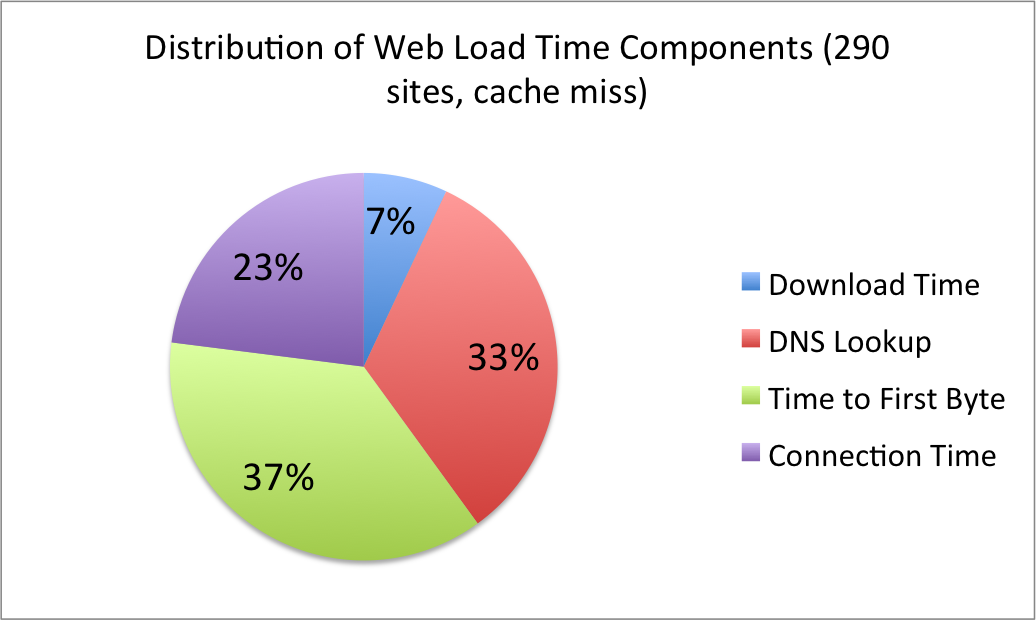 Distribution of Web Load Time Components (290
sites, cache miss)
7%
23%
33%
37%
Download Time
DNS Lookup
Time to First Byte
Connection Time